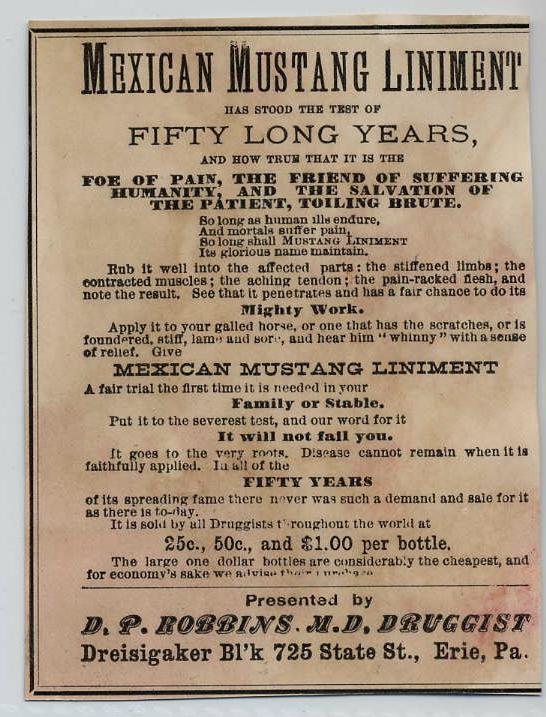 MEXICAN MUSTANG LINIMENT
HAS STOOD THE TEST OF
FIFTY LONG YEARS,
AND HOW TRUE THAT IT IS THE
FOE OF PAIN, THE FRIEND OF SUFFERING
HUMANITY, AND THE SALVATION OF
THE PATIENT, TOILING BRUTE.
So long as human ills endure,
And mortals suffer pain,
So long shall MUSTANG LINIMENT
Its glorious name maintain.
Rub it well into the affected parts: the stiffened limbs; the
contracted muscles; the aching tendon; the pain-racked flesh, and
note the result. See that it penetrates and has a fair chance to do its
Mighty Work.
Apply it to your galled horse, or one that has the scratches, or is
foundered, stiff, lame and sore, and hear him "whinny" with a sense
of relief. Give
MEXICAN MUSTANG LINIMENT
A fair trial the first time it is needed in your
Family or Stable.
Put it to the severest test, and our word for it
It will not fail you.
It goes to the very roots. Disease cannot remain when it is
faithfully applied. In all of the
FIFTY YEARS
of its spreading fame there never was such a demand and sale for it
as there is to-day.
It is sold by all Druggists throughout the world at
25c., 50c., and $1.00 per bottle.
The large one dollar bottles are considerably the cheapest, and
for economy's sake we advise their purchase
Presented by
D. P. ROBBINS. M.D. DRUGGIST
Dreisigaker Bl'k 725 State St., Erie, Pa.